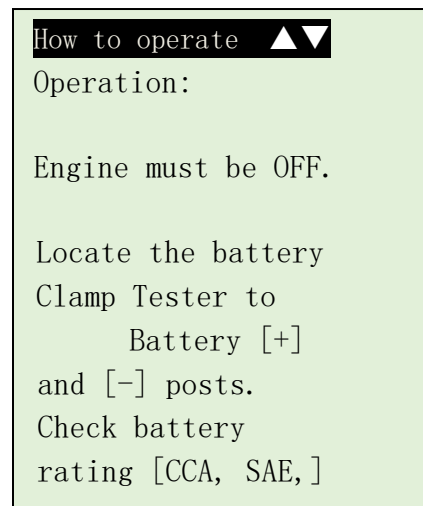 How to operate ▲▼
Operation:
Engine must be OFF.
Locate the battery
Clamp Tester to
Battery [+]
and [-] posts.
Check battery
rating [CCA, SAE,]